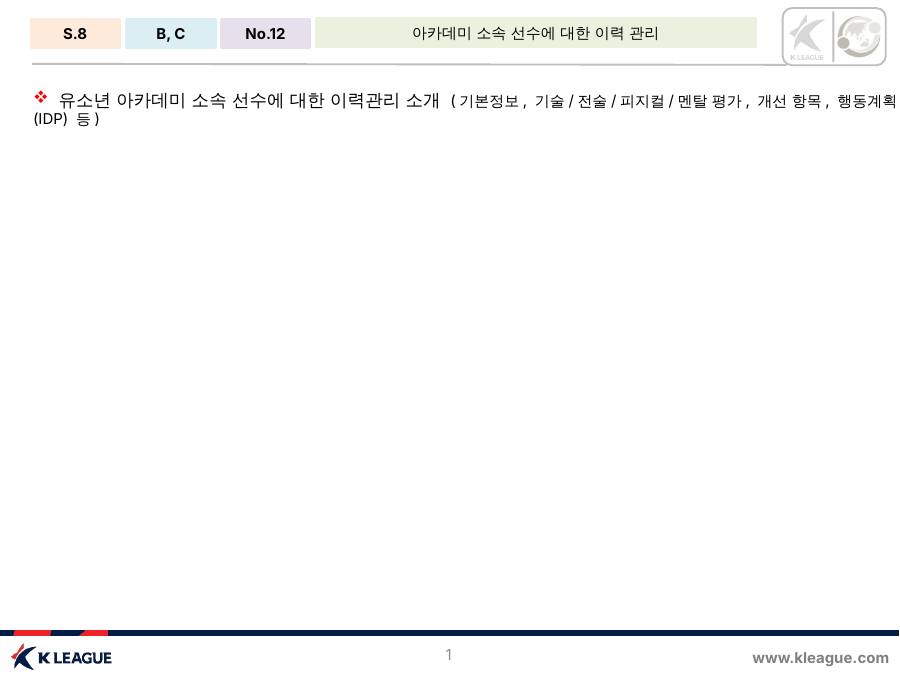 S.8
B, C
No.12
아카데미 소속 선수에 대한 이력 관리
K LEAGUE
❖ 유소년 아카데미 소속 선수에 대한 이력관리 소개 ( 기본정보 , 기술 / 전술 / 피지컬 / 멘탈 평가 , 개선 항목 , 행동계획
(IDP) 등 )
K LEAGUE
1
www.kleague.com